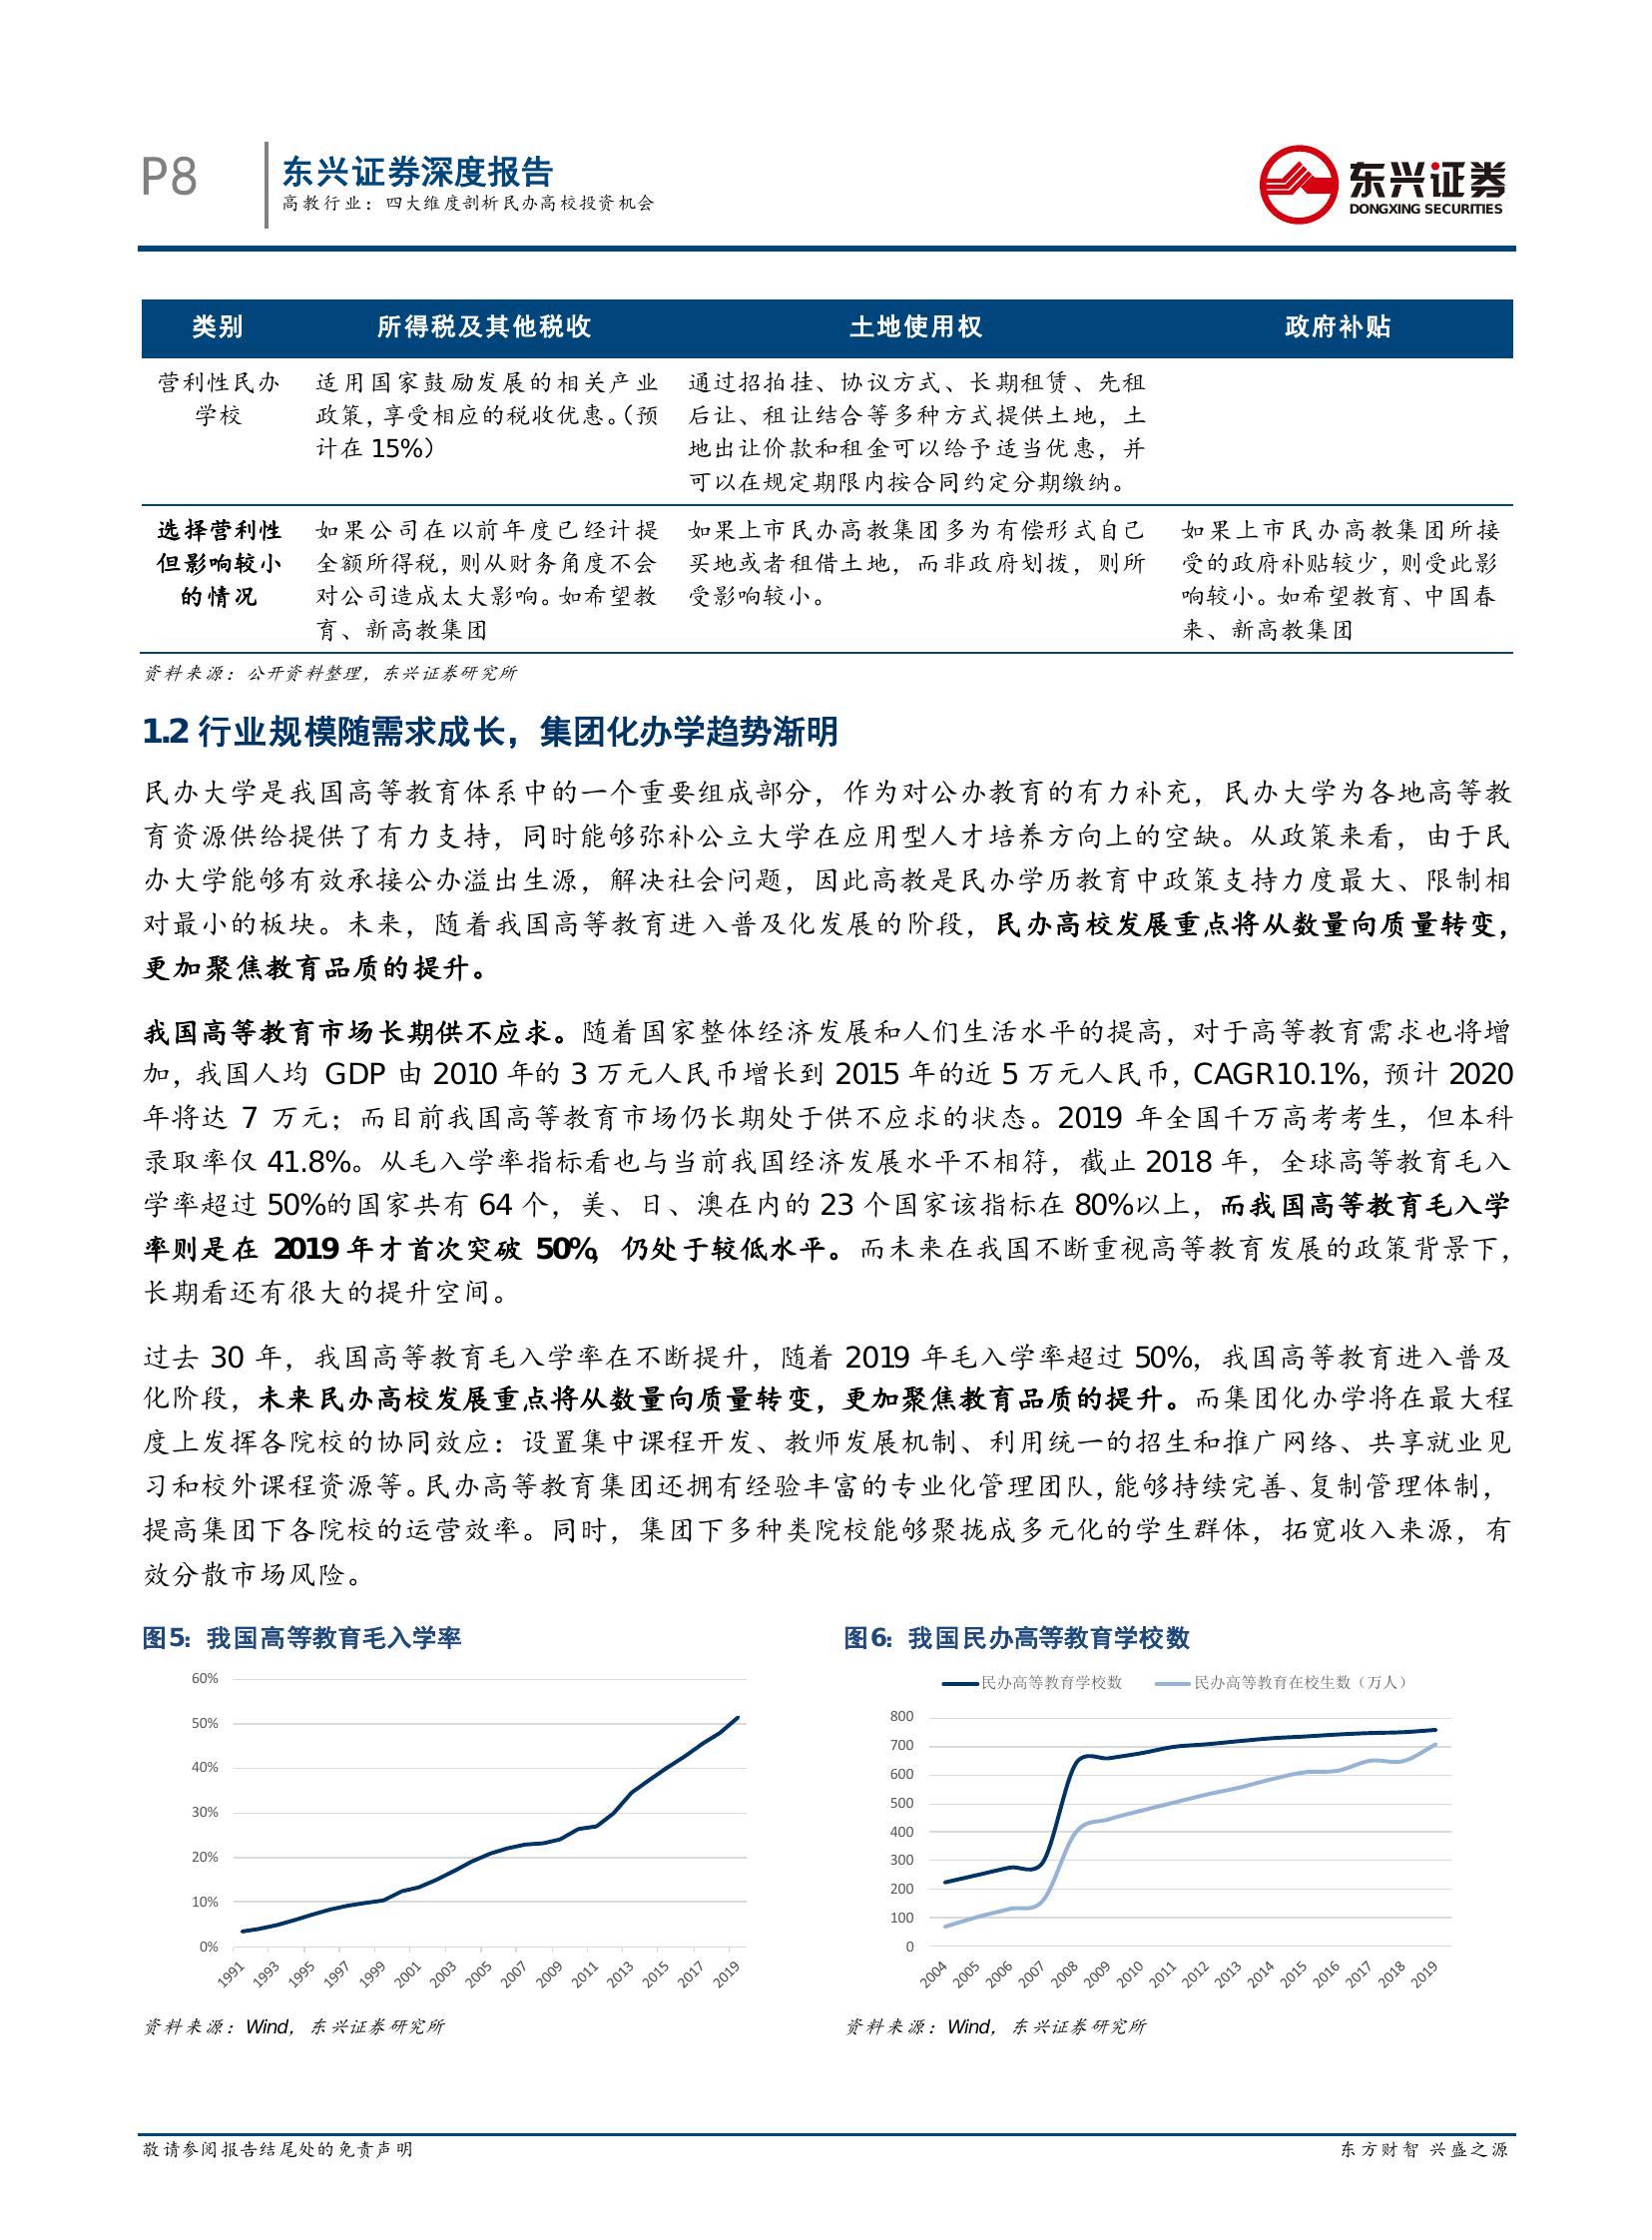 P8
东兴证券深度报告
高教行业：四大维度剖析民办高校投资机会
东兴证券
DONGXING SECURITIES
类别 所得税及其他税收 土地使用权 政府补贴
营利性民办 适用国家鼓励发展的相关产业 通过招拍挂、协议方式、长期租赁、先租
学校 政策，享受相应的税收优惠。（预 后让、租让结合等多种方式提供土地，土
计在 15%） 地出让价款和租金可以给予适当优惠，并
可以在规定期限内按合同约定分期缴纳。
选择营利性 如果公司在以前年度已经计提 如果上市民办高教集团多为有偿形式自己 如果上市民办高教集团所接
但影响较小 全额所得税，则从财务角度不会 买地或者租借土地，而非政府划拨，则所 受的政府补贴较少，则受此影
的情况 对公司造成太大影响。如希望教 受影响较小。 响较小。如希望教育、中国春
育、新高教集团 来、新高教集团
资料来源：公开资料整理，东兴证券研究所
1.2 行业规模随需求成长，集团化办学趋势渐明
民办大学是我国高等教育体系中的一个重要组成部分，作为对公办教育的有力补充，民办大学为各地高等教
育资源供给提供了有力支持，同时能够弥补公立大学在应用型人才培养方向上的空缺。从政策来看，由于民
办大学能够有效承接公办溢出生源，解决社会问题，因此高教是民办学历教育中政策支持力度最大、限制相
对最小的板块。未来，随着我国高等教育进入普及化发展的阶段，民办高校发展重点将从数量向质量转变，
更加聚焦教育品质的提升。
我国高等教育市场长期供不应求。随着国家整体经济发展和人们生活水平的提高，对于高等教育需求也将增
加，我国人均 GDP 由 2010 年的 3 万元人民币增长到 2015 年的近 5 万元人民币，CAGR10.1%，预计 2020
年将达 7 万元；而目前我国高等教育市场仍长期处于供不应求的状态。2019 年全国千万高考考生，但本科
录取率仅 41.8%。从毛入学率指标看也与当前我国经济发展水平不相符，截止 2018 年，全球高等教育毛入
学率超过 50%的国家共有 64 个，美、日、澳在内的 23 个国家该指标在 80%以上，而我国高等教育毛入学
率则是在 2019 年才首次突破 50%，仍处于较低水平。而未来在我国不断重视高等教育发展的政策背景下，
长期看还有很大的提升空间。
过去 30 年，我国高等教育毛入学率在不断提升，随着 2019 年毛入学率超过 50%，我国高等教育进入普及
化阶段，未来民办高校发展重点将从数量向质量转变，更加聚焦教育品质的提升。而集团化办学将在最大程
度上发挥各院校的协同效应：设置集中课程开发、教师发展机制、利用统一的招生和推广网络、共享就业见
习和校外课程资源等。民办高等教育集团还拥有经验丰富的专业化管理团队，能够持续完善、复制管理体制，
提高集团下各院校的运营效率。同时，集团下多种类院校能够聚拢成多元化的学生群体，拓宽收入来源，有
效分散市场风险。
图5：我国高等教育毛入学率
60%
50%
40%
30%
20%
10%
0%
1991 1993 1995 1997 1999 2001 2003 2005 2007 2009 2011 2013 2015 2017 2019
资料来源：Wind，东兴证券研究所
图6：我国民办高等教育学校数
民办高等教育学校数 民办高等教育在校生数（万人）
800
700
600
500
400
300
200
100
0
2004 2005 2006 2007 2008 2009 2010 2011 2012 2013 2014 2015 2016 2017 2018 2019
资料来源：Wind，东兴证券研究所
敬请参阅报告结尾处的免责声明 东方财智 兴盛之源